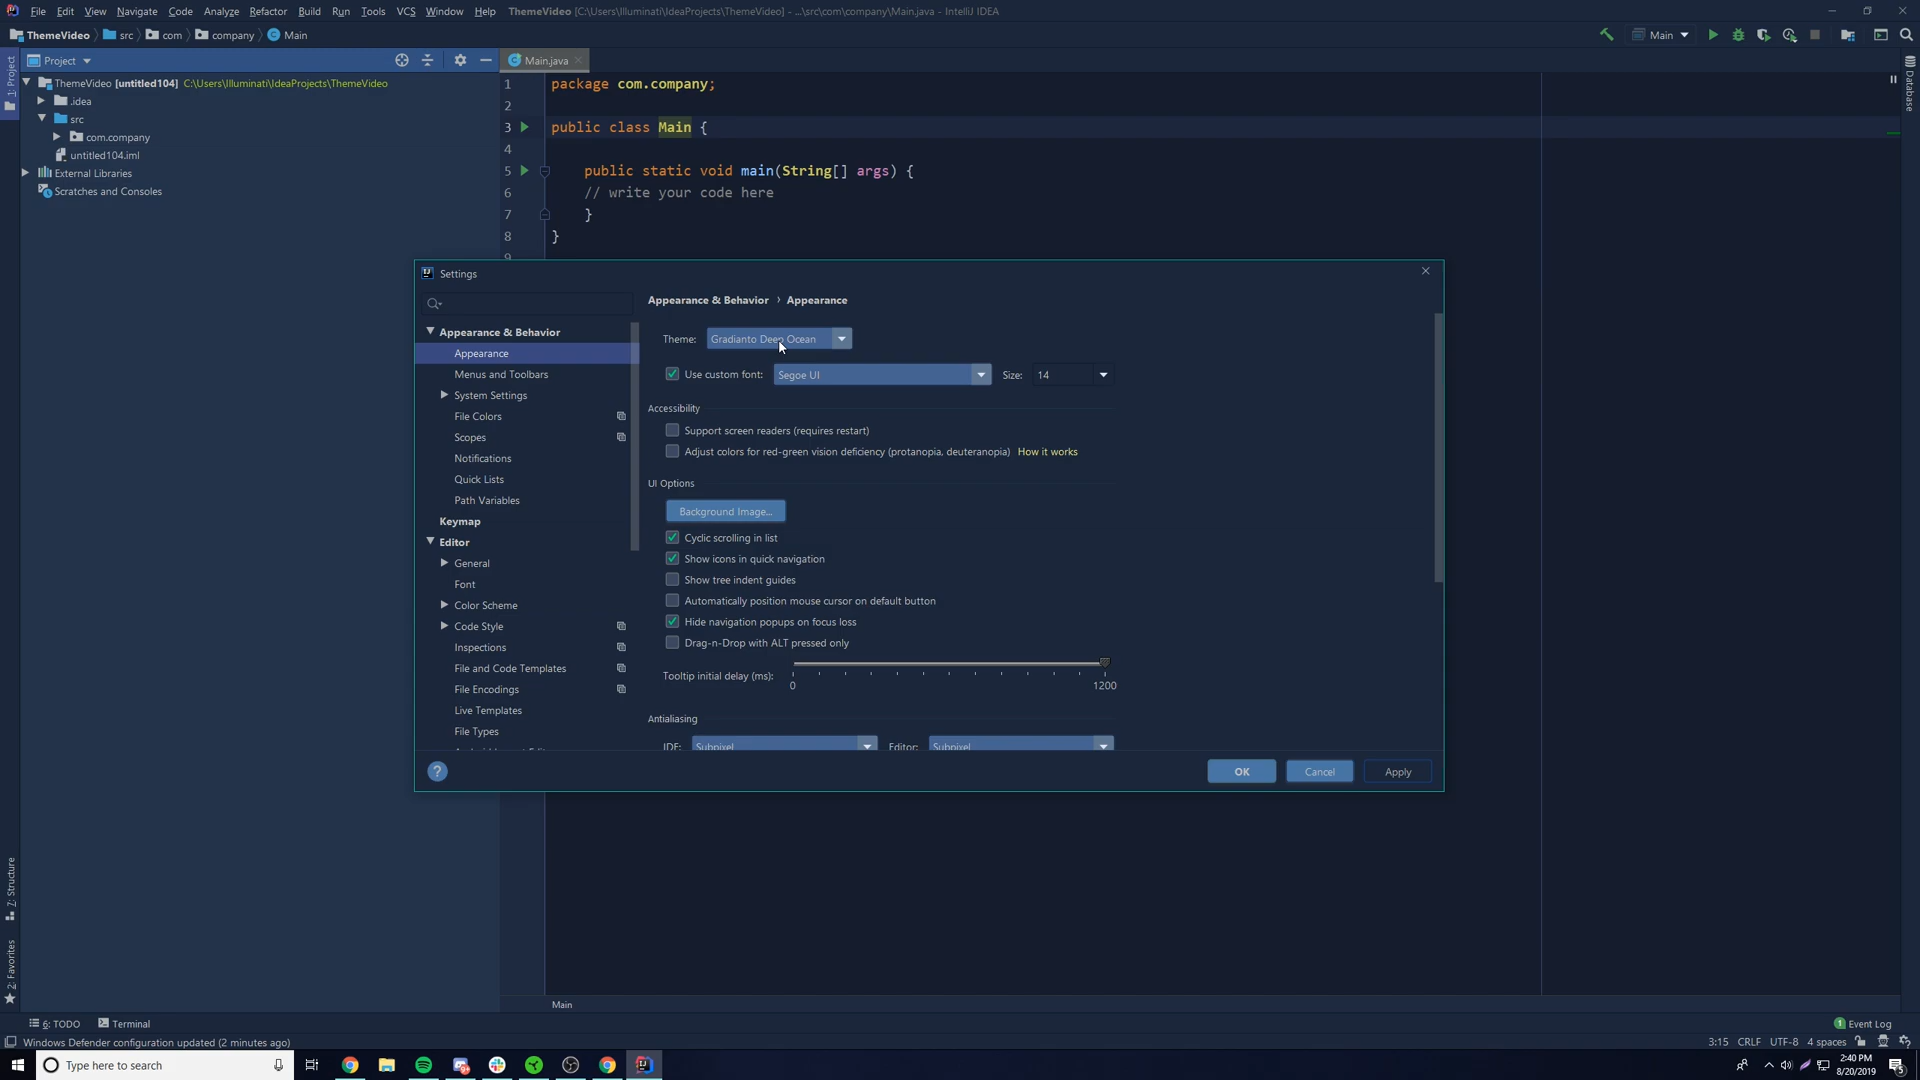 File Edit View Navigate Code Analyze Refactor Build Run Tools VCS Window Help ThemeVideo [C:\Users\Illuminati\IdeaProjects\ThemeVideo] - ...\src\com\company\Main.java - IntelliJ IDEA
ThemeVideo src com company Main Main
1: Project
Project
Main.java
Database
ThemeVideo [untitled104] C:\Users\Illuminati\IdeaProjects\ThemeVideo
.idea
src
com.company
untitled104.iml
External Libraries
Scratches and Consoles
1 package com.company;
2
3 public class Main {
4
5 public static void main(String[] args) {
6 // write your code here
7 }
8 }
9
Settings
Appearance & Behavior
Appearance
Menus and Toolbars
System Settings
File Colors
Scopes
Notifications
Quick Lists
Path Variables
Keymap
Editor
General
Font
Color Scheme
Code Style
Inspections
File and Code Templates
File Encodings
Live Templates
File Types
Appearance & Behavior › Appearance
Theme: Gradianto Deep Ocean
Use custom font: Segoe UI Size: 14
Accessibility
Support screen readers (requires restart)
Adjust colors for red-green vision deficiency (protanopia, deuteranopia) How it works
UI Options
Background Image...
Cyclic scrolling in list
Show icons in quick navigation
Show tree indent guides
Automatically position mouse cursor on default button
Hide navigation popups on focus loss
Drag-n-Drop with ALT pressed only
Tooltip initial delay (ms):
0 1200
Antialiasing
IDE: Subpixel Editor: Subpixel
? OK Cancel Apply
7: Structure
2: Favorites
Main
6: TODO Terminal
1 Event Log
Windows Defender configuration updated (2 minutes ago)
3:15 CRLF UTF-8 4 spaces
Type here to search
2:40 PM
8/20/2019
5